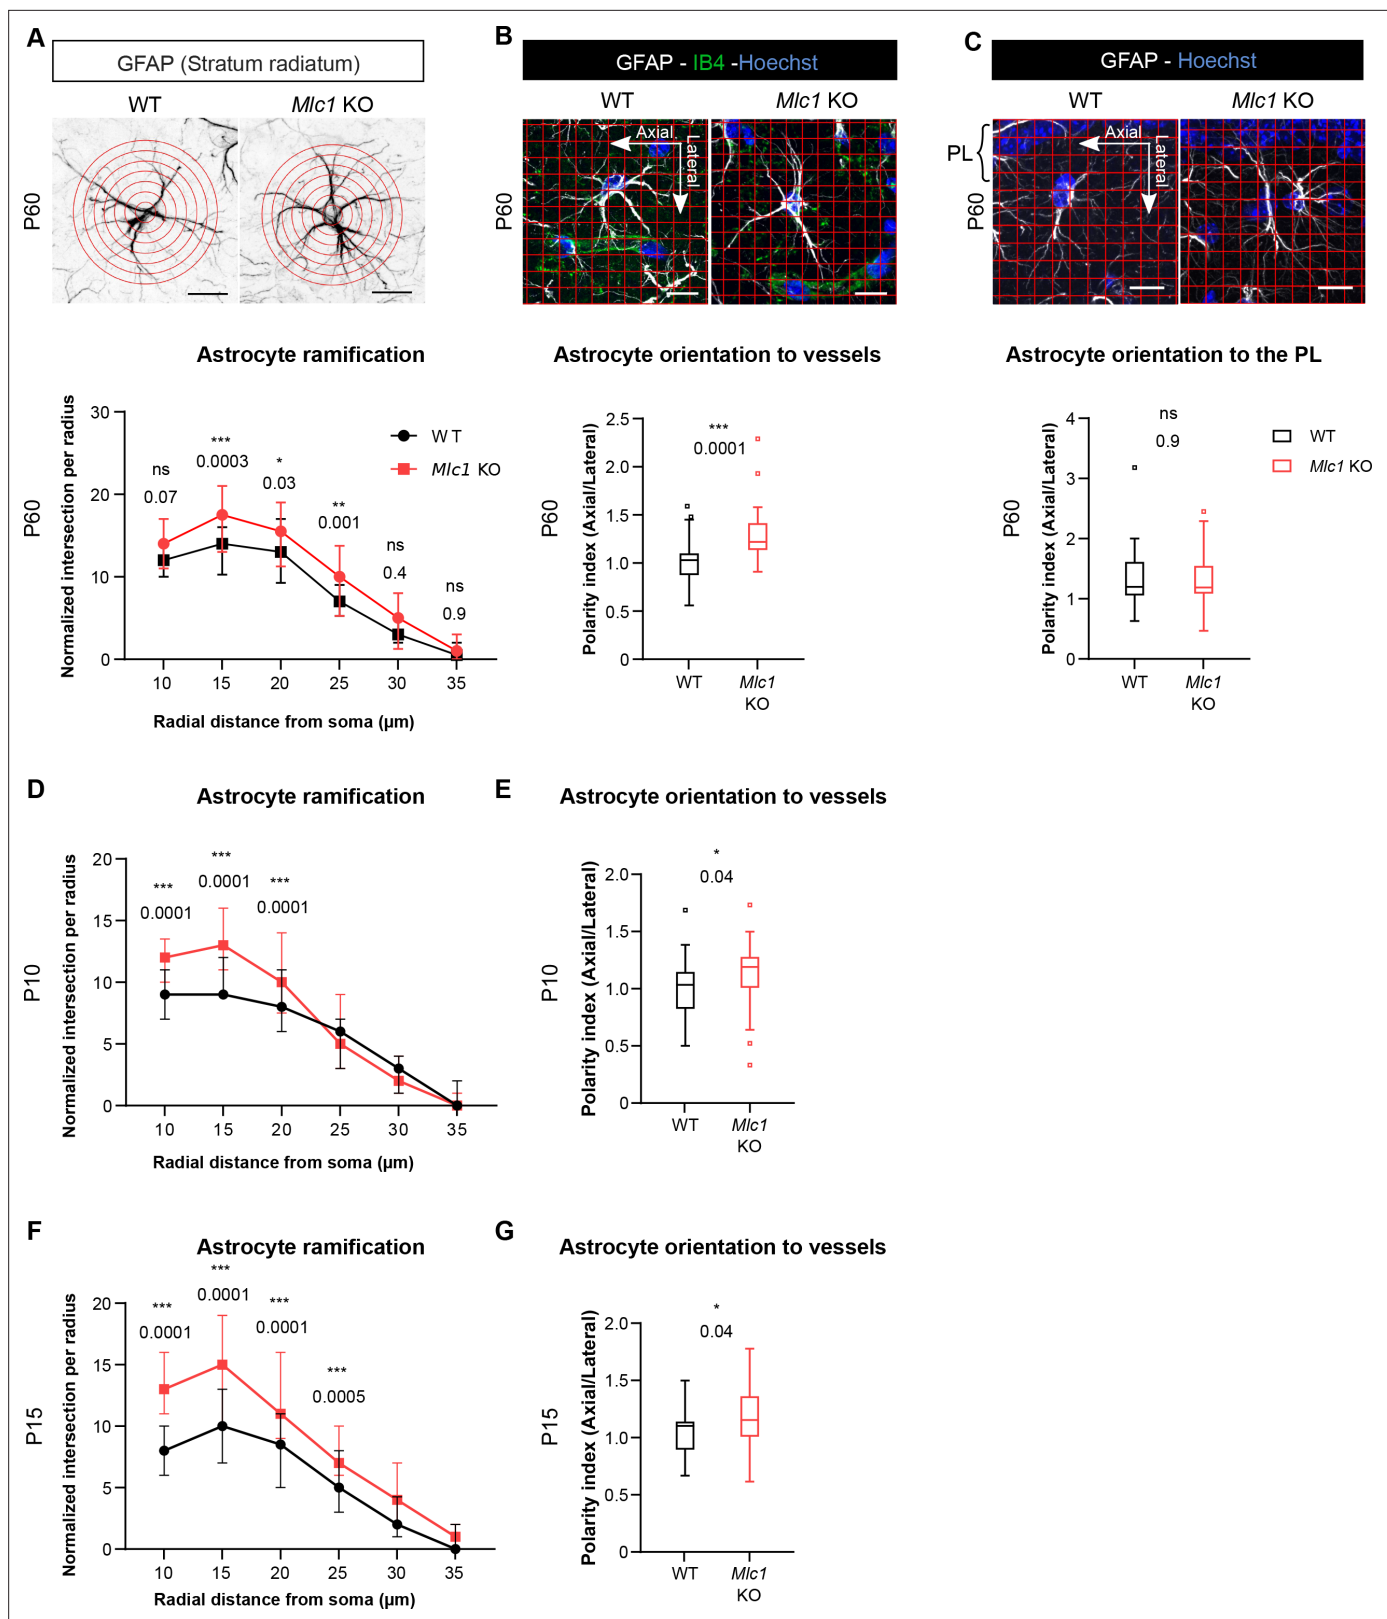 A
GFAP (Stratum radiatum)
WT
Mlc1 KO
P60
B
GFAP - IB4 -Hoechst
WT
Mlc1 KO
Axial
Lateral
P60
C
GFAP - Hoechst
WT
Mlc1 KO
PL
Axial
Lateral
P60
Astrocyte ramification
Normalized intersection per radius
P60
30
20
10
0
ns
0.07
***
0.0003
*
0.03
**
0.001
ns
0.4
ns
0.9
WT
Mlc1 KO
10 15 20 25 30 35
Radial distance from soma (µm)
Astrocyte orientation to vessels
P60
Polarity index (Axial/Lateral)
2.5
2.0
1.5
1.0
0.5
0
***
0.0001
WT
Mlc1
KO
Astrocyte orientation to the PL
P60
Polarity index (Axial/Lateral)
4
3
2
1
0
ns
0.9
WT
Mlc1 KO
WT
Mlc1
KO
D
Astrocyte ramification
P10
Normalized intersection per radius
20
15
10
5
0
***
0.0001
***
0.0001
***
0.0001
10 15 20 25 30 35
Radial distance from soma (µm)
E
Astrocyte orientation to vessels
P10
Polarity index (Axial/Lateral)
2.0
1.5
1.0
0.5
0
*
0.04
WT
Mlc1
KO
F
Astrocyte ramification
P15
Normalized intersection per radius
20
15
10
5
0
***
0.0001
***
0.0001
***
0.0001
***
0.0005
10 15 20 25 30 35
Radial distance from soma (µm)
G
Astrocyte orientation to vessels
P15
Polarity index (Axial/Lateral)
2.0
1.5
1.0
0.5
0
*
0.04
WT
Mlc1
KO